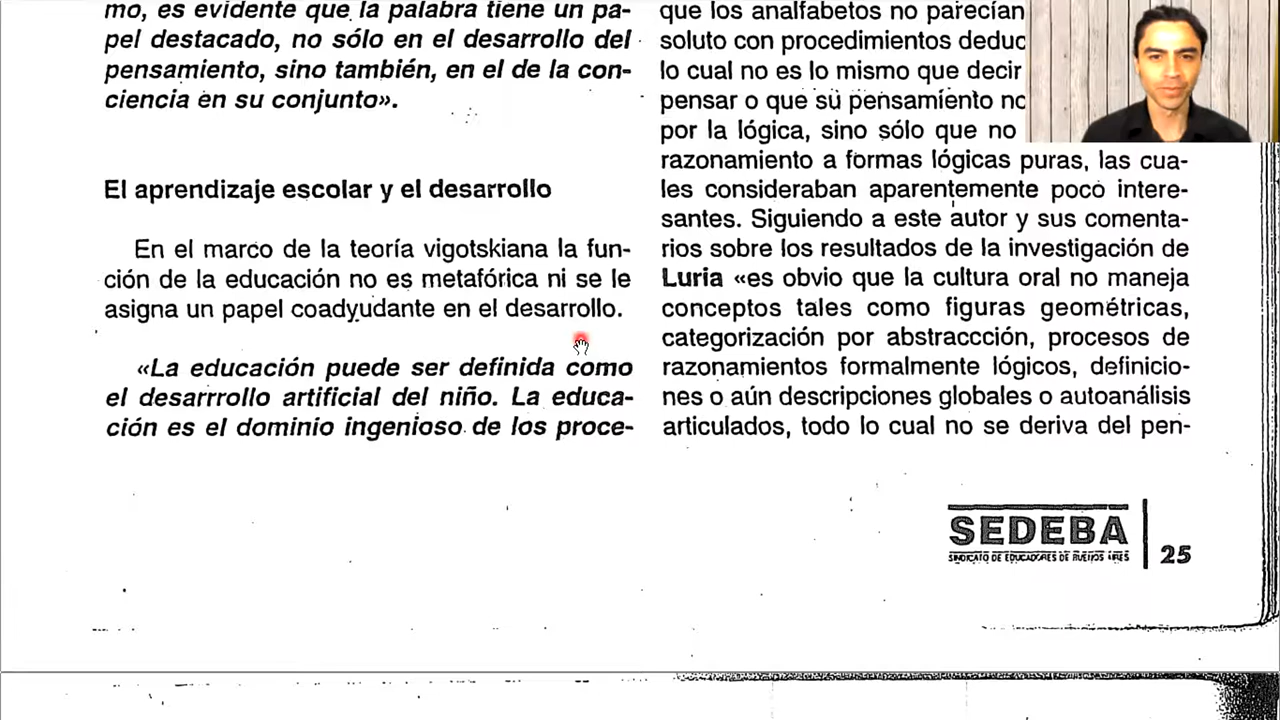 mo, es evidente que la palabra tiene un pa-
pel destacado, no sólo en el desarrollo del
pensamiento, sino también, en el de la con-
ciencia en su conjunto».
El aprendizaje escolar y el desarrollo
En el marco de la teoría vigotskiana la fun-
ción de la educación no es metafórica ni se le
asigna un papel coadyudante en el desarrollo.
«La educación puede ser definida como
el desarrrollo artificial del niño. La educa-
ción es el dominio ingenioso de los proce-
que los analfabetos no parecían
soluto con procedimientos deduc
lo cual no es lo mismo que decir
pensar o que su pensamiento no
por la lógica, sino sólo que no
razonamiento a formas lógicas puras, las cua-
les consideraban aparentemente poco intere-
santes. Siguiendo a este autor y sus comenta-
rios sobre los resultados de la investigación de
Luria «es obvio que la cultura oral no maneja
conceptos tales como figuras geométricas,
categorización por abstraccción, procesos de
razonamientos formalmente lógicos, definicio-
nes o aún descripciones globales o autoanálisis
articulados, todo lo cual no se deriva del pen-
SEDEBA
SINDICATO DE EDUCADORES DE BUENOS AIRES
25